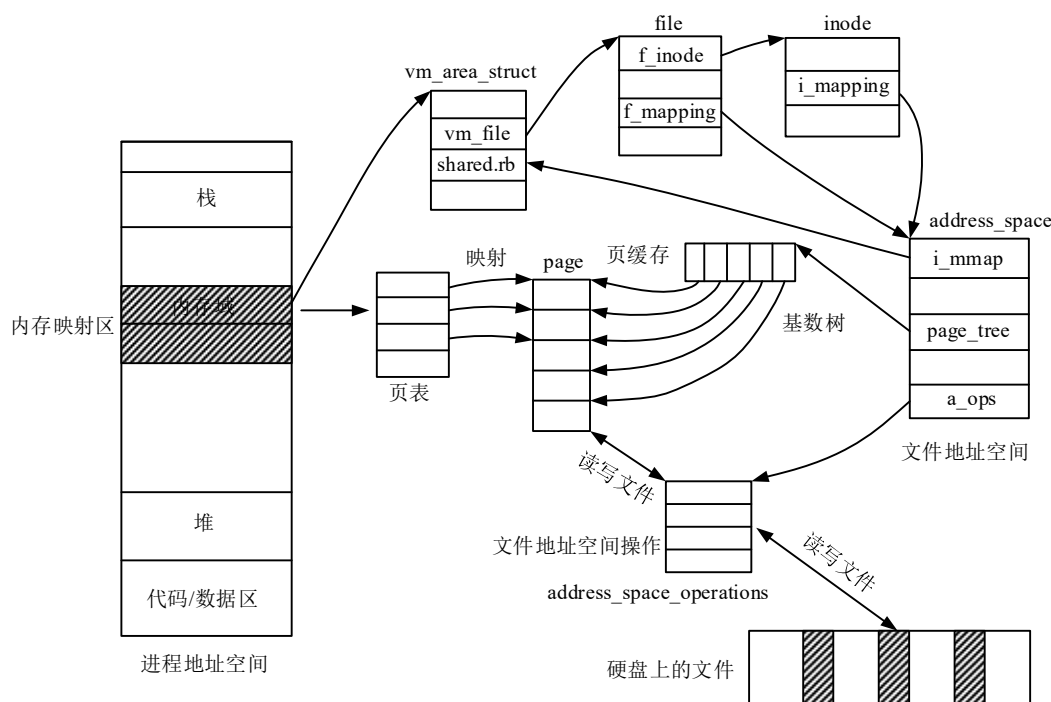 file
inode
f_inode
vm_area_struct
i_mapping
f_mapping
vm_file
shared.rb
栈
address_space
映射
page
页缓存
i_mmap
内存域
内存映射区
基数树
page_tree
页表
a_ops
文件地址空间
读写文件
堆
文件地址空间操作
读写文件
代码/数据区
address_space_operations
进程地址空间
硬盘上的文件